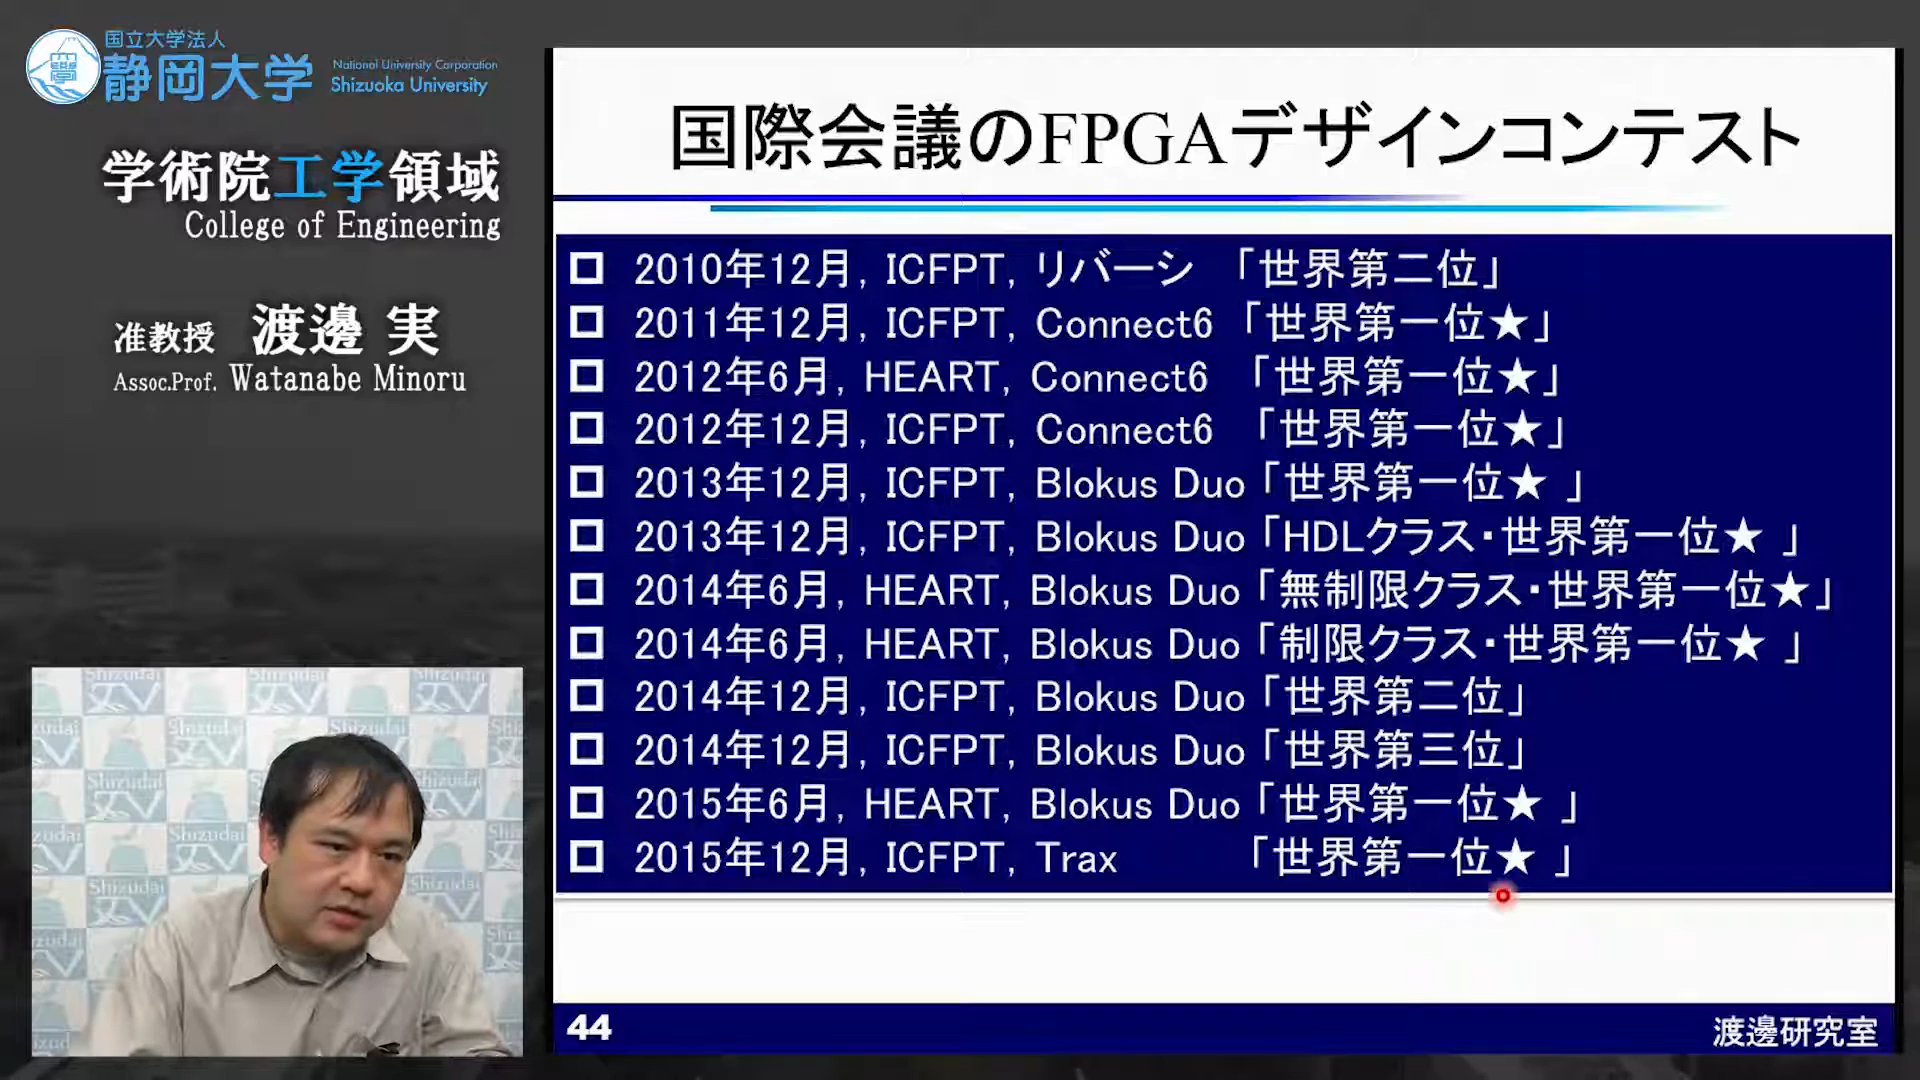 国立大学法人
静岡大学
National University Corporation
Shizuoka University
学術院工学領域
College of Engineering
准教授 渡邊 実
Assoc.Prof. Watanabe Minoru
国際会議のFPGAデザインコンテスト
2010年12月, ICFPT, リバーシ 「世界第二位」
2011年12月, ICFPT, Connect6 「世界第一位★」
2012年6月, HEART, Connect6 「世界第一位★」
2012年12月, ICFPT, Connect6 「世界第一位★」
2013年12月, ICFPT, Blokus Duo 「世界第一位★ 」
2013年12月, ICFPT, Blokus Duo 「HDLクラス・世界第一位★ 」
2014年6月, HEART, Blokus Duo 「無制限クラス・世界第一位★」
2014年6月, HEART, Blokus Duo 「制限クラス・世界第一位★ 」
2014年12月, ICFPT, Blokus Duo 「世界第二位」
2014年12月, ICFPT, Blokus Duo 「世界第三位」
2015年6月, HEART, Blokus Duo 「世界第一位★ 」
2015年12月, ICFPT, Trax 「世界第一位★ 」
44
渡邊研究室
Shizudai
TV